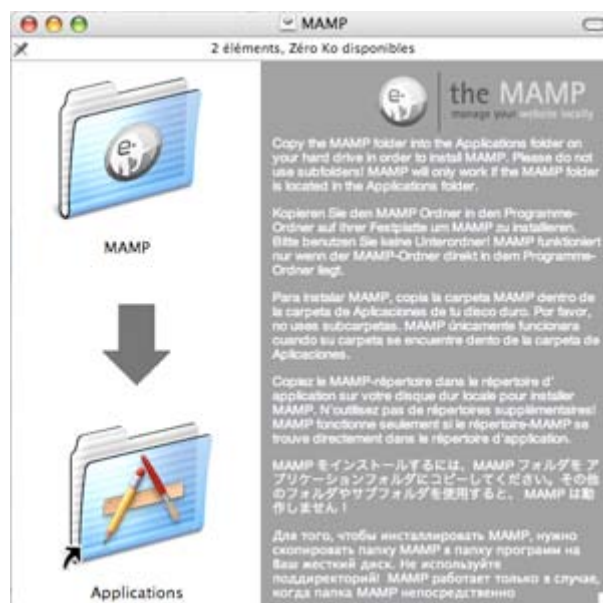 MAMP
2 éléments, Zéro Ko disponibles
MAMP
Applications
e-
the MAMP
manage your website locally
Copy the MAMP folder into the Applications folder on
your hard drive in order to install MAMP. Please do not
use subfolders! MAMP will only work if the MAMP folder
is located in the Applications folder.
Kopieren Sie den MAMP Ordner in den Programme-
Ordner auf Ihrer Festplatte um MAMP zu installieren.
Bitte benutzen Sie keine Unterordner! MAMP funktioniert
nur wenn der MAMP-Ordner direkt in dem Programme-
Ordner liegt.
Para instalar MAMP, copia la carpeta MAMP dentro de
la carpeta de Aplicaciones de tu disco duro. Por favor,
no uses subcarpetas. MAMP únicamente funcionara
cuando su carpeta se encuentre dento de la carpeta de
Aplicaciones.
Copiez le MAMP-répertoire dans le répertoire d'
application sur votre disque dur locale pour installer
MAMP. N'outilisez pas de répertoires supplémentaires!
MAMP fonctionne seulement si le répertoire-MAMP se
trouve directement dans le répertoire d'application.
MAMP をインストールするには、MAMP フォルダを ア
プリケーションフォルダにコピーしてください。その他
のフォルダやサブフォルダを使用すると、 MAMP は動
作しません！
Для того, чтобы инсталлировать MAMP, нужно
скопировать папку MAMP в папку программ на
Ваш жесткий диск. Не используйте
поддиректорий! MAMP работает только в случае,
когда папка MAMP непосредственно